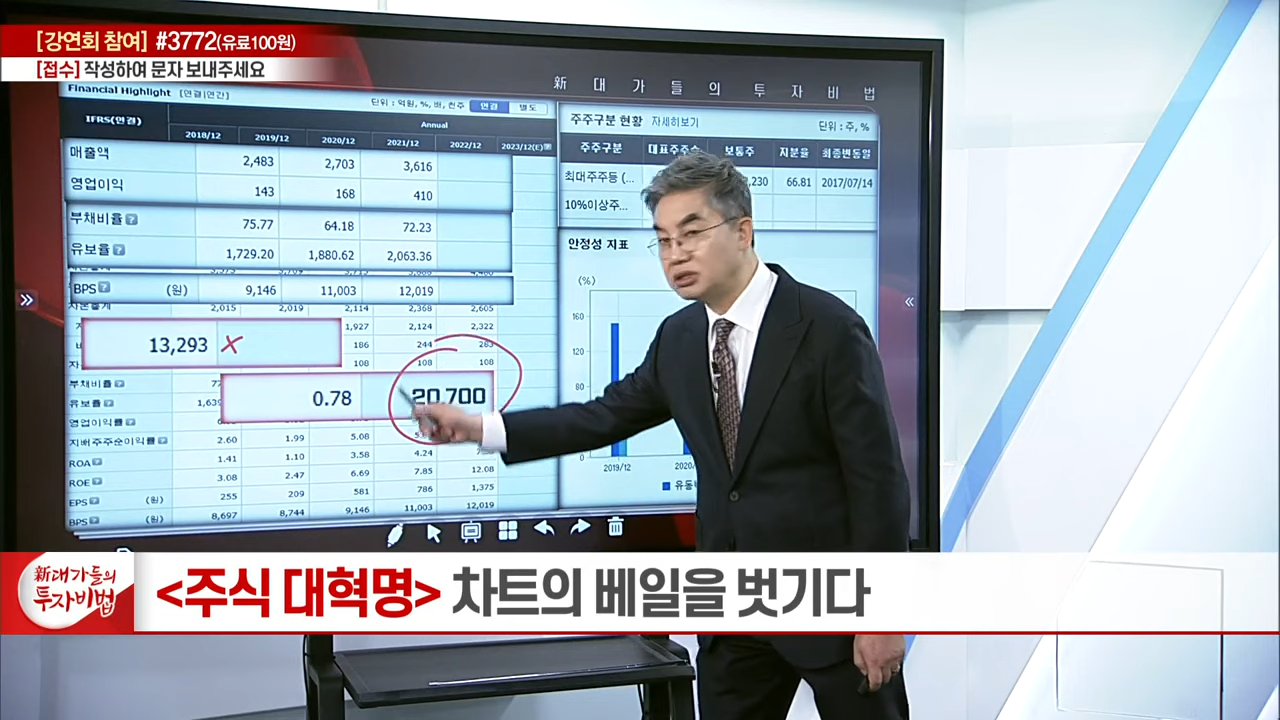 [강연회 참여] #3772(유료100원)
[접수] 작성하여 문자 보내주세요
新 대 가 들 의 투 자 비 법
Financial Highlight [연결|연간]
단위 : 억원, %, 배, 천주 연결 별도
IFRS(연결) Annual
2018/12 2019/12 2020/12 2021/12 2022/12 2023/12(E)
매출액 2,483 2,703 3,616
영업이익 143 168 410
부채비율 75.77 64.18 72.23
유보율 1,729.20 1,880.62 2,063.36
BPS (원) 9,146 11,003 12,019
2,015 2,019 2,114 2,368 2,605
1,927 2,124 2,322
13,293 X
186 244 283
108 108 108
부채비율
0.78 20,700
유보율
영업이익률
지배주주순이익률 2.60 1.99 5.08
ROA 1.41 1.10 3.58 4.24
ROE 3.08 2.47 6.69 7.85 12.08
EPS (원) 255 209 581 786 1,375
BPS (원) 8,697 8,744 9,146 11,003 12,019
주주구분 현황 자세히보기
단위 : 주, %
주주구분 대표주주수 보통주 지분율 최종변동일
최대주주등 (... ,230 66.81 2017/07/14
10%이상주...
안정성 지표
(%)
160
120
80
0
2019/12 2020/
유동
新대가들의
투자비법
<주식 대혁명> 차트의 베일을 벗기다